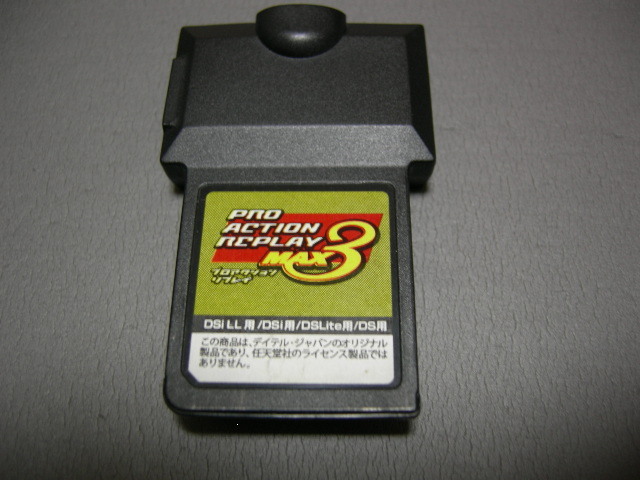 PRO
ACTION
REPLAY
MAX3
プロアクション
リプレイ
DSi LL用/DSi用/DSLite用/DS用
この商品は、デイテル・ジャパンのオリジナル
製品であり、任天堂社のライセンス製品では
ありません。